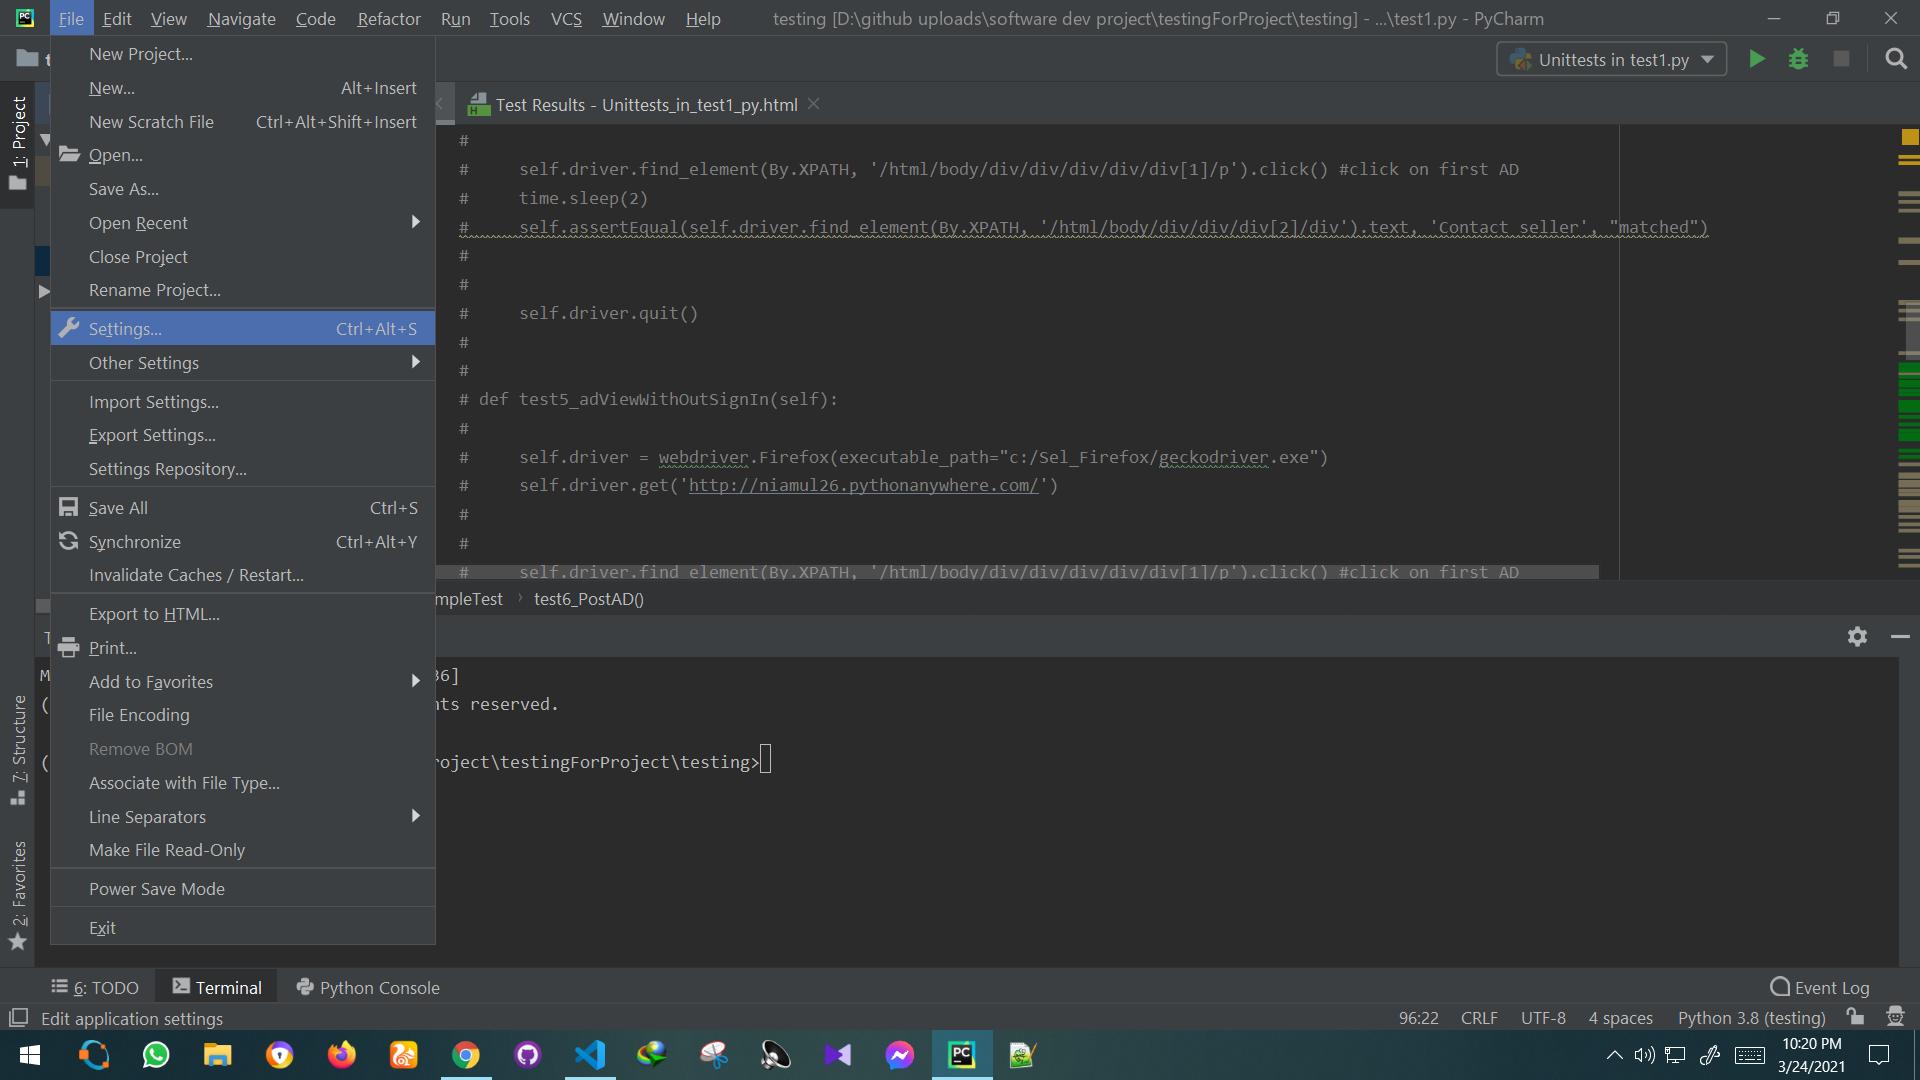 File Edit View Navigate Code Refactor Run Tools VCS Window Help testing [D:\github uploads\software dev project\testingForProject\testing] - ...\test1.py - PyCharm
New Project...
Unittests in test1.py
New... Alt+Insert
Test Results - Unittests_in_test1_py.html
New Scratch File Ctrl+Alt+Shift+Insert
1: Project
Open...
Save As...
Open Recent
Close Project
Rename Project...
Settings... Ctrl+Alt+S
Other Settings
Import Settings...
Export Settings...
Settings Repository...
Save All Ctrl+S
Synchronize Ctrl+Alt+Y
Invalidate Caches / Restart...
Export to HTML...
Print...
Add to Favorites
File Encoding
Remove BOM
Associate with File Type...
Line Separators
Make File Read-Only
Power Save Mode
Exit
#
# self.driver.find_element(By.XPATH, '/html/body/div/div/div/div/div[1]/p').click() #click on first AD
# time.sleep(2)
# self.assertEqual(self.driver.find_element(By.XPATH, '/html/body/div/div/div[2]/div').text, 'Contact seller', "matched")
#
#
# self.driver.quit()
#
#
# def test5_adViewWithOutSignIn(self):
#
# self.driver = webdriver.Firefox(executable_path="c:/Sel_Firefox/geckodriver.exe")
# self.driver.get('http://niamul26.pythonanywhere.com/')
#
#
# self.driver.find_element(By.XPATH, '/html/body/div/div/div/div/div[1]/p').click() #click on first AD
mpleTest › test6_PostAD()
T
M 36]
( nts reserved.
( roject\testingForProject\testing>
7: Structure
2: Favorites
6: TODO Terminal Python Console Event Log
Edit application settings 96:22 CRLF UTF-8 4 spaces Python 3.8 (testing)
10:20 PM
3/24/2021